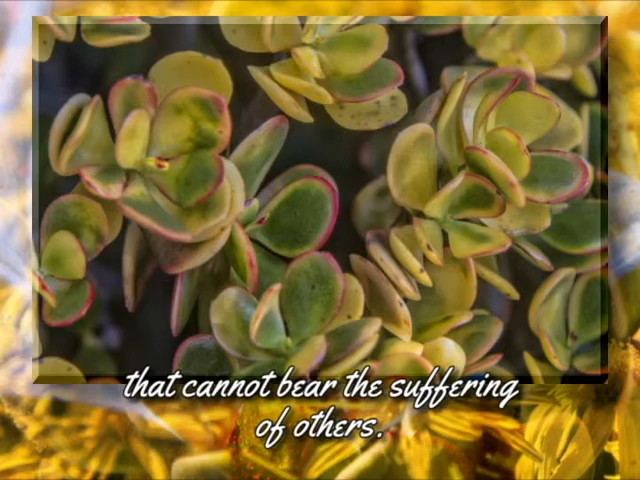 that cannot bear the suffering
of others.